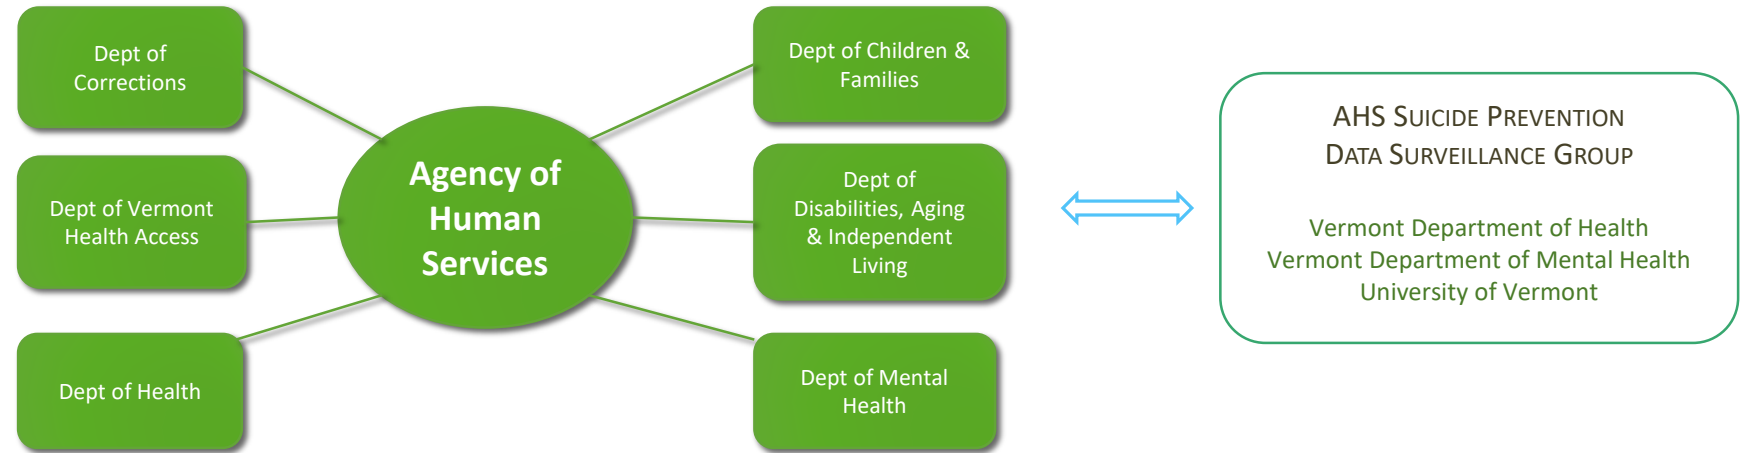 Dept of
Corrections
Dept of Vermont
Health Access
Dept of Health
Agency of
Human
Services
Dept of Children &
Families
Dept of
Disabilities, Aging
& Independent
Living
Dept of Mental
Health
AHS SUICIDE PREVENTION
DATA SURVEILLANCE GROUP
Vermont Department of Health
Vermont Department of Mental Health
University of Vermont